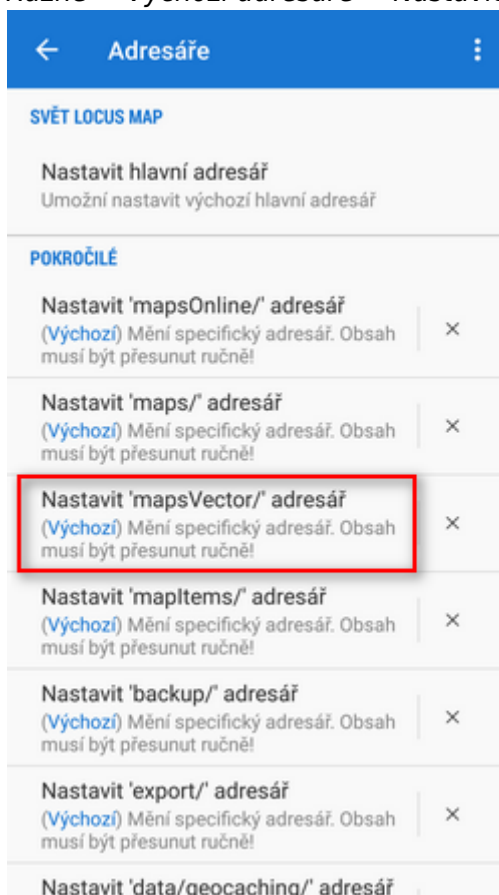 Adresáře
SVĚT LOCUS MAP
Nastavit hlavní adresář
Umožní nastavit výchozí hlavní adresář
POKROČILÉ
Nastavit 'mapsOnline/' adresář
(Výchozí) Mění specifický adresář. Obsah
musí být přesunut ručně!
Nastavit 'maps/' adresář
(Výchozí) Mění specifický adresář. Obsah
musí být přesunut ručně!
Nastavit 'mapsVector/' adresář
(Výchozí) Mění specifický adresář. Obsah
musí být přesunut ručně!
Nastavit 'mapItems/' adresář
(Výchozí) Mění specifický adresář. Obsah
musí být přesunut ručně!
Nastavit 'backup/' adresář
(Výchozí) Mění specifický adresář. Obsah
musí být přesunut ručně!
Nastavit 'export/' adresář
(Výchozí) Mění specifický adresář. Obsah
musí být přesunut ručně!
Nastavit 'data/geocaching/' adresář